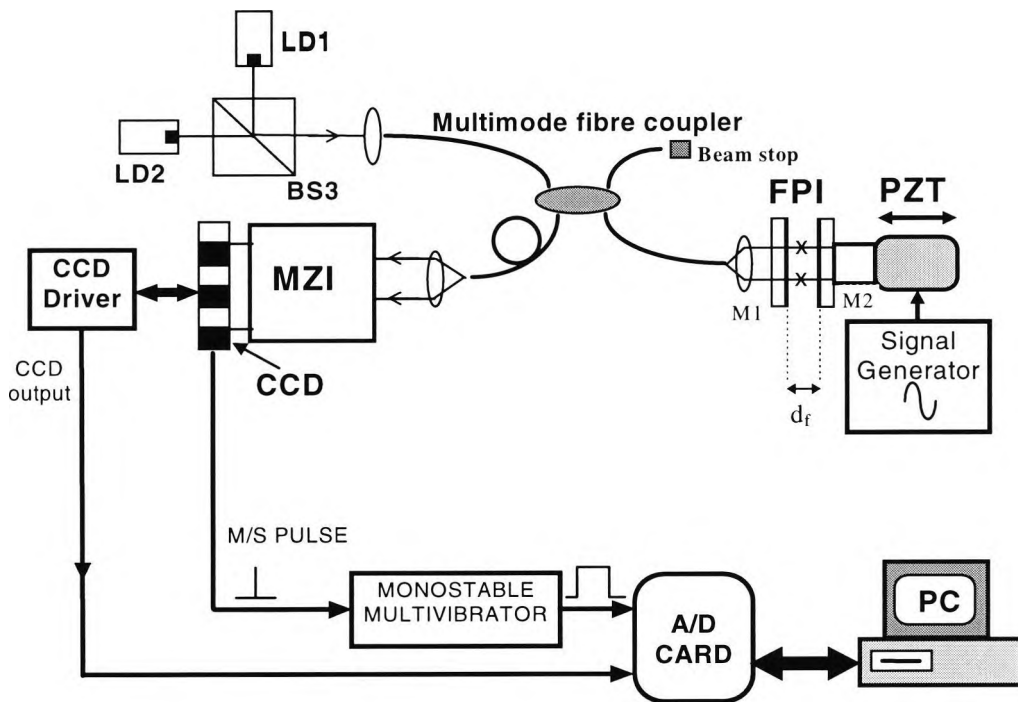 LD1
LD2
BS3
Multimode fibre coupler
Beam stop
FPI
PZT
CCD
Driver
MZI
M1
M2
CCD
Signal
Generator
d_f
CCD
output
M/S PULSE
MONOSTABLE
MULTIVIBRATOR
A/D
CARD
PC